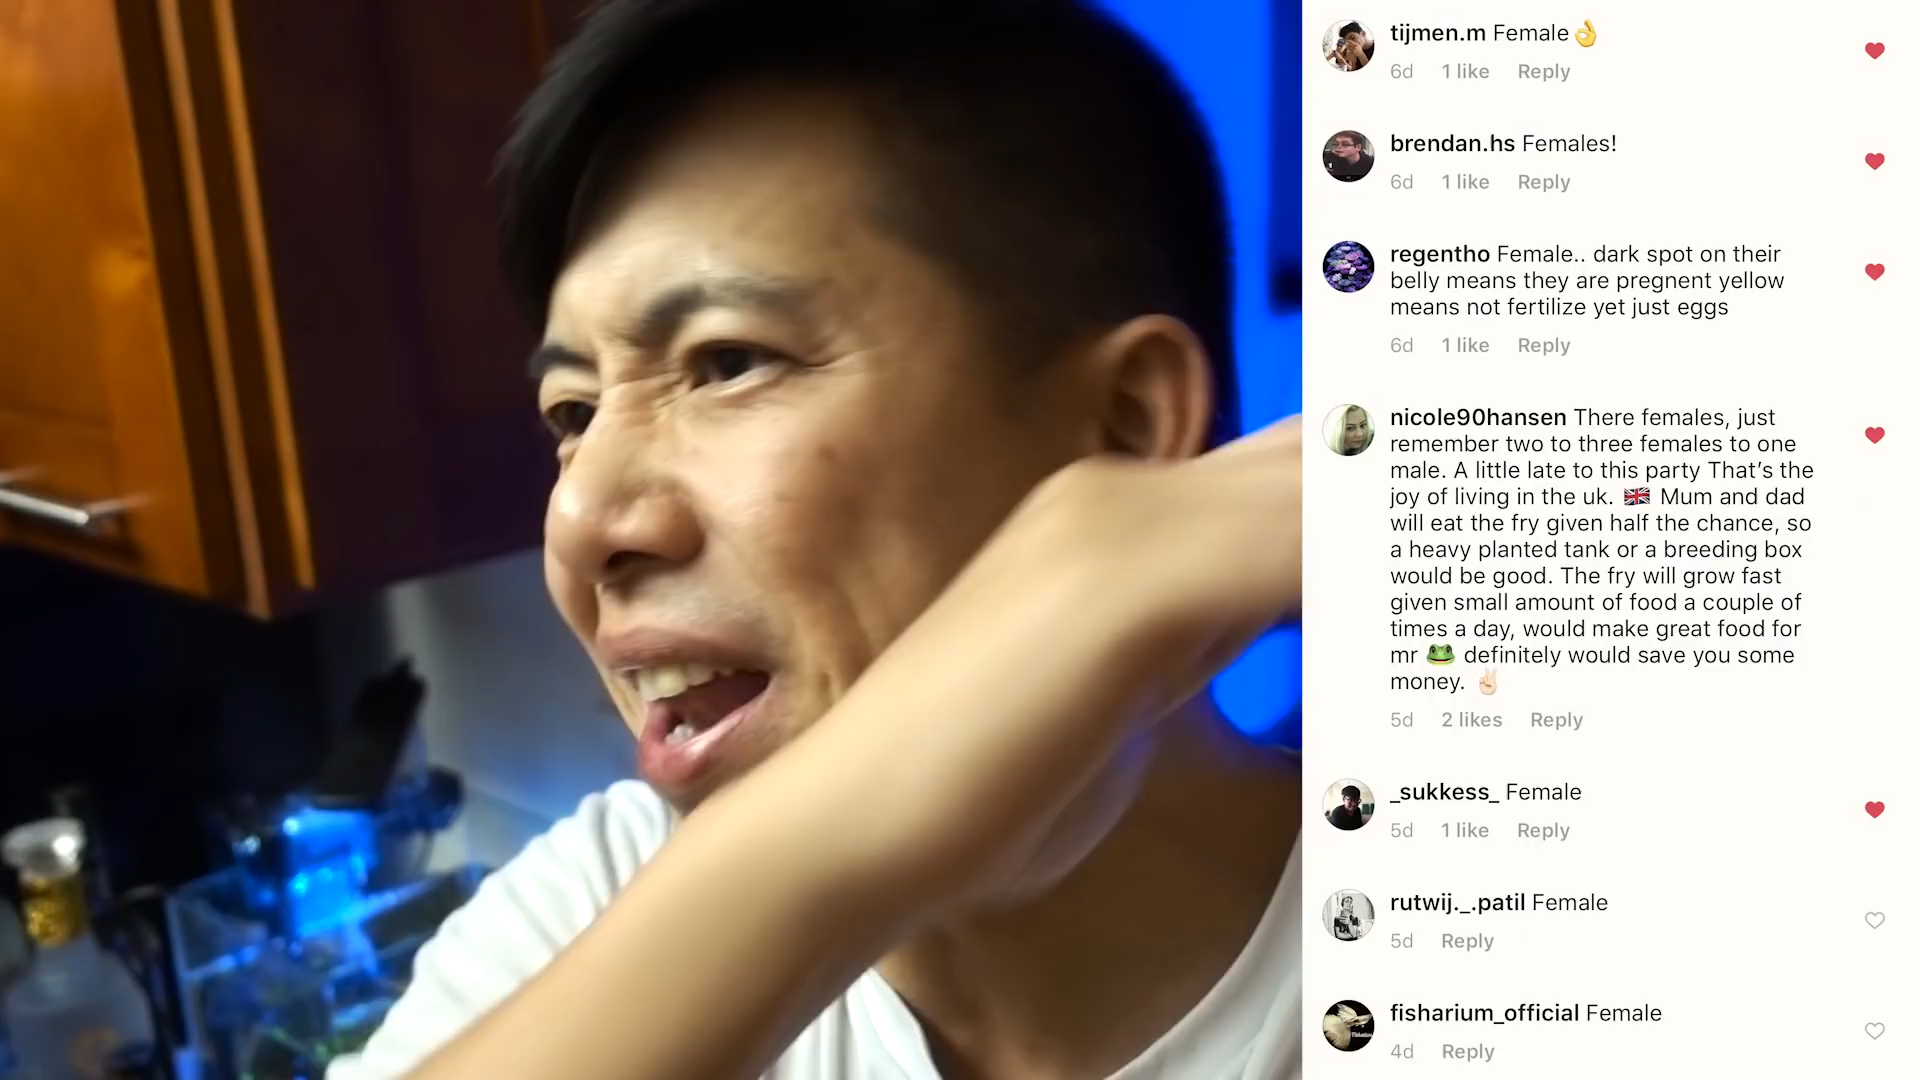 tijmen.m Female👌
6d 1 like Reply
brendan.hs Females!
6d 1 like Reply
regentho Female.. dark spot on their
belly means they are pregnent yellow
means not fertilize yet just eggs
6d 1 like Reply
nicole90hansen There females, just
remember two to three females to one
male. A little late to this party That's the
joy of living in the uk. 🇬🇧 Mum and dad
will eat the fry given half the chance, so
a heavy planted tank or a breeding box
would be good. The fry will grow fast
given small amount of food a couple of
times a day, would make great food for
mr 🐸 definitely would save you some
money. ✌🏻
5d 2 likes Reply
_sukkess_ Female
5d 1 like Reply
rutwij._.patil Female
5d Reply
fisharium_official Female
4d Reply